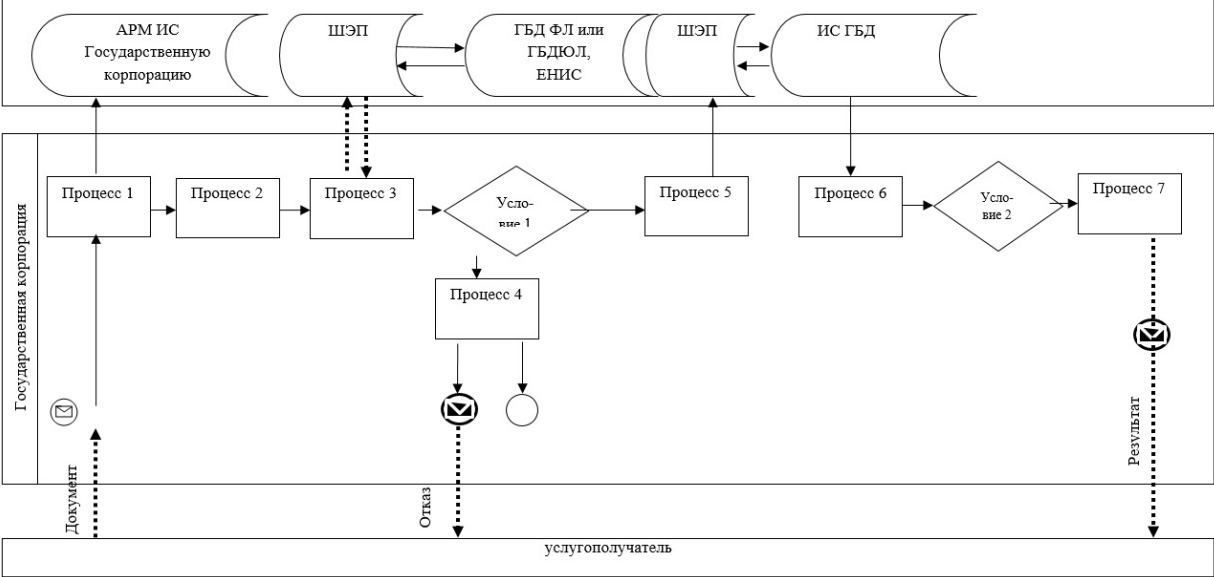 АРМ ИС
Государственную
корпорацию
ШЭП
ГБД ФЛ или
ГБДЮЛ,
ЕНИС
ШЭП
ИС ГБД
Государственная корпорация
Процесс 1
Процесс 2
Процесс 3
Усло-
вие 1
Процесс 5
Процесс 6
Усло-
вие 2
Процесс 7
Процесс 4
Документ
Отказ
Результат
услугополучатель